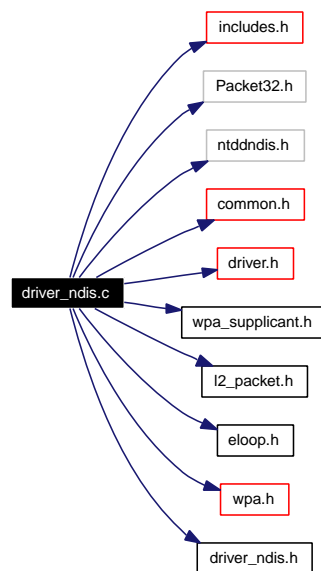 includes.h
Packet32.h
ntddndis.h
common.h
driver.h
driver_ndis.c
wpa_supplicant.h
l2_packet.h
eloop.h
wpa.h
driver_ndis.h